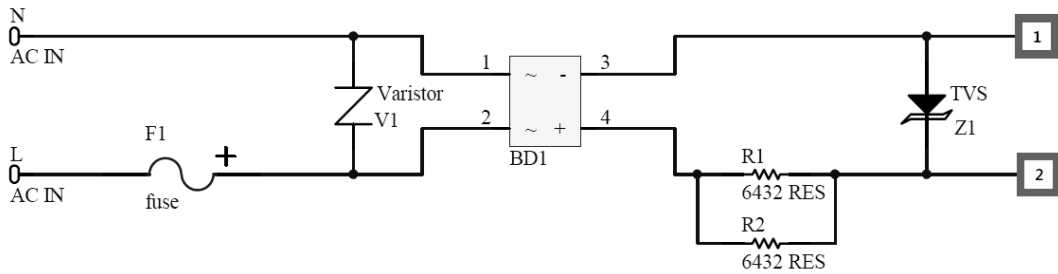 N
AC IN
1
Varistor
V1
1 ~ - 3
2 ~ + 4
BD1
TVS
Z1
L
AC IN
F1
+
fuse
R1
6432 RES
2
R2
6432 RES